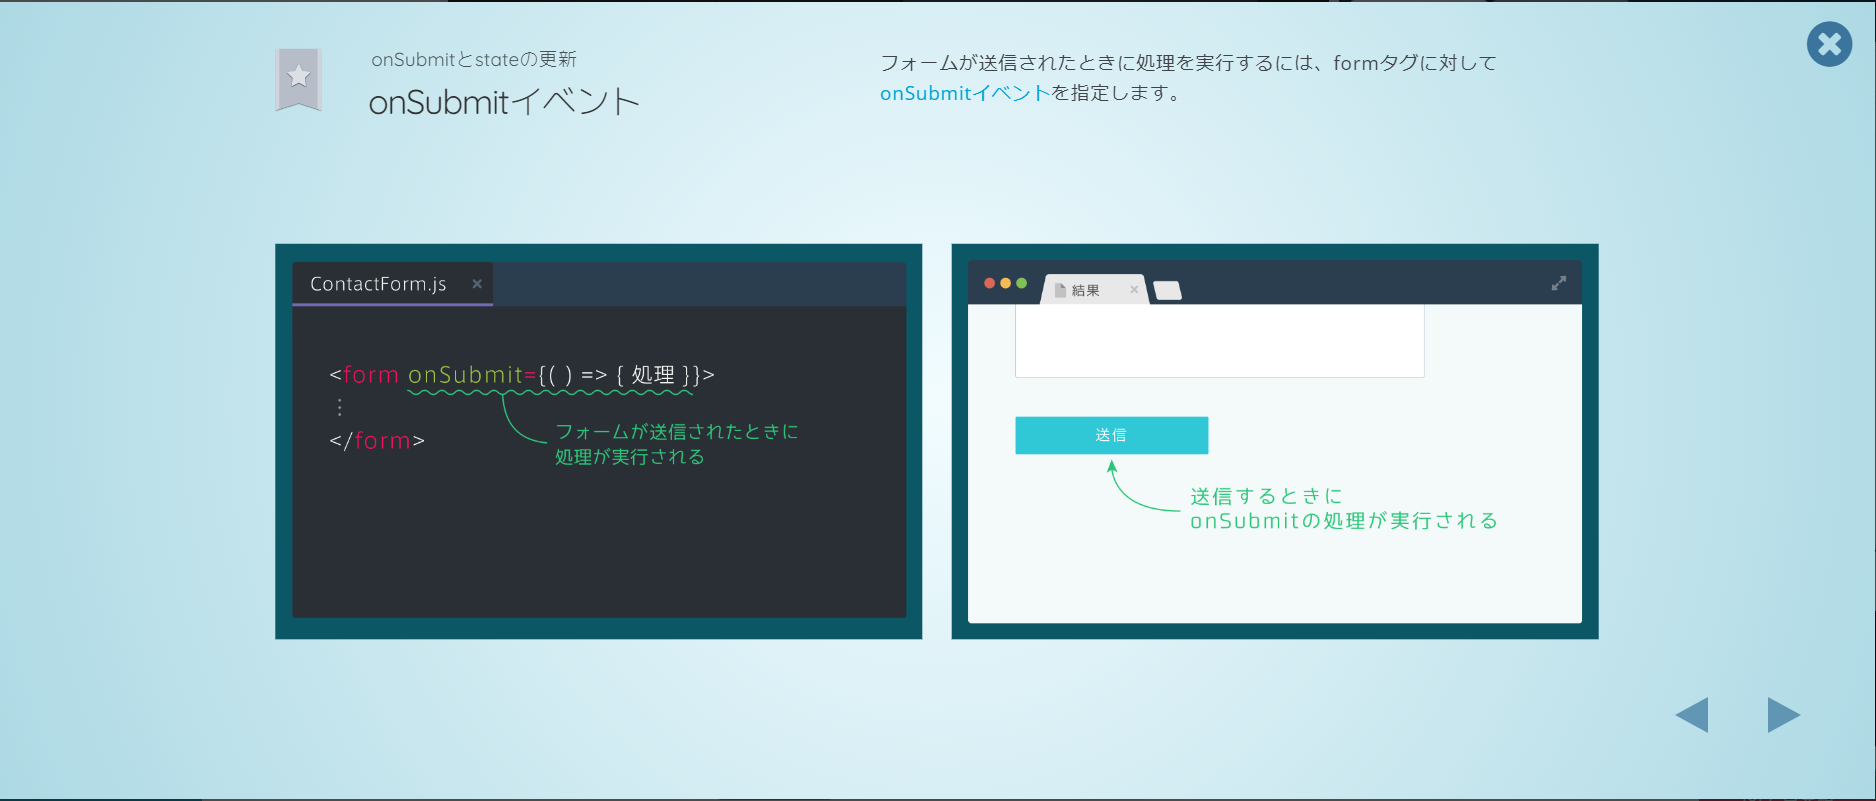 onSubmitとstateの更新
onSubmitイベント
フォームが送信されたときに処理を実行するには、formタグに対して
onSubmitイベントを指定します。
ContactForm.js ×
<form onSubmit={( ) => { 処理 }}>
⋮
</form>
フォームが送信されたときに
処理が実行される
結果 ×
送信
送信するときに
onSubmitの処理が実行される